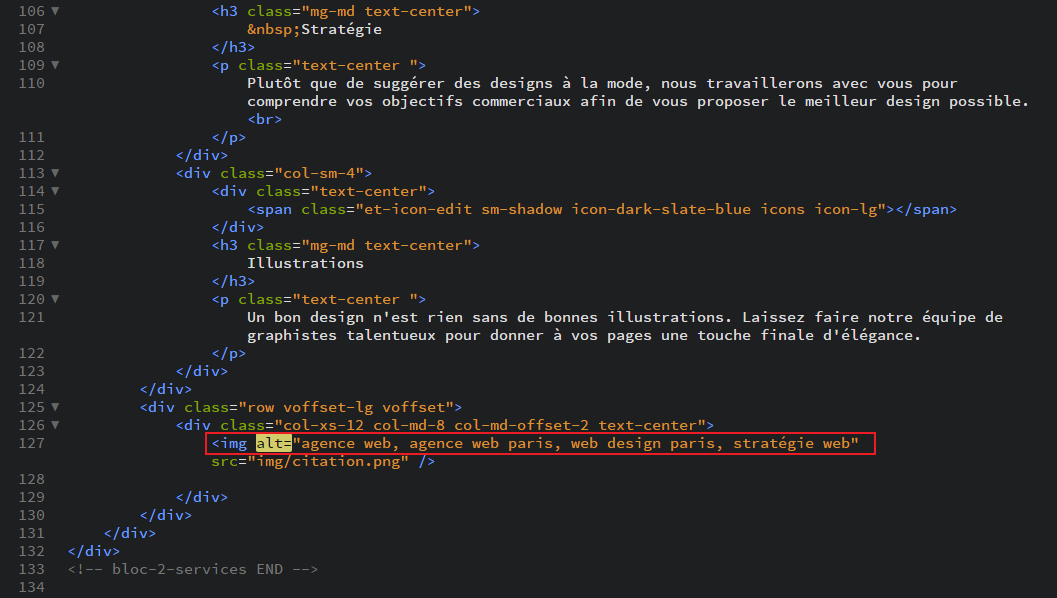 106 ▼ <h3 class="mg-md text-center">
107 &nbsp;Stratégie
108 </h3>
109 ▼ <p class="text-center ">
110 Plutôt que de suggérer des designs à la mode, nous travaillerons avec vous pour
comprendre vos objectifs commerciaux afin de vous proposer le meilleur design possible.
<br>
111 </p>
112 </div>
113 ▼ <div class="col-sm-4">
114 ▼ <div class="text-center">
115 <span class="et-icon-edit sm-shadow icon-dark-slate-blue icons icon-lg"></span>
116 </div>
117 ▼ <h3 class="mg-md text-center">
118 Illustrations
119 </h3>
120 ▼ <p class="text-center ">
121 Un bon design n'est rien sans de bonnes illustrations. Laissez faire notre équipe de
graphistes talentueux pour donner à vos pages une touche finale d'élégance.
122 </p>
123 </div>
124 </div>
125 ▼ <div class="row voffset-lg voffset">
126 ▼ <div class="col-xs-12 col-md-8 col-md-offset-2 text-center">
127 <img alt="agence web, agence web paris, web design paris, stratégie web"
src="img/citation.png" />
128
129 </div>
130 </div>
131 </div>
132 </div>
133 <!-- bloc-2-services END -->
134